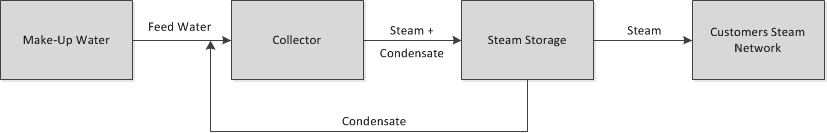 Make-Up Water
Feed Water
Collector
Steam +
Condensate
Steam Storage
Steam
Customers Steam
Network
Condensate